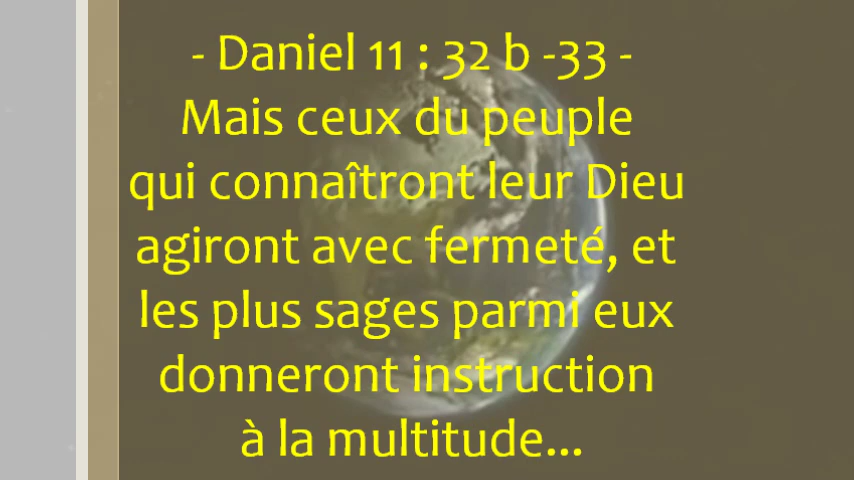 - Daniel 11 : 32 b -33 -
Mais ceux du peuple
qui connaîtront leur Dieu
agiront avec fermeté, et
les plus sages parmi eux
donneront instruction
à la multitude...